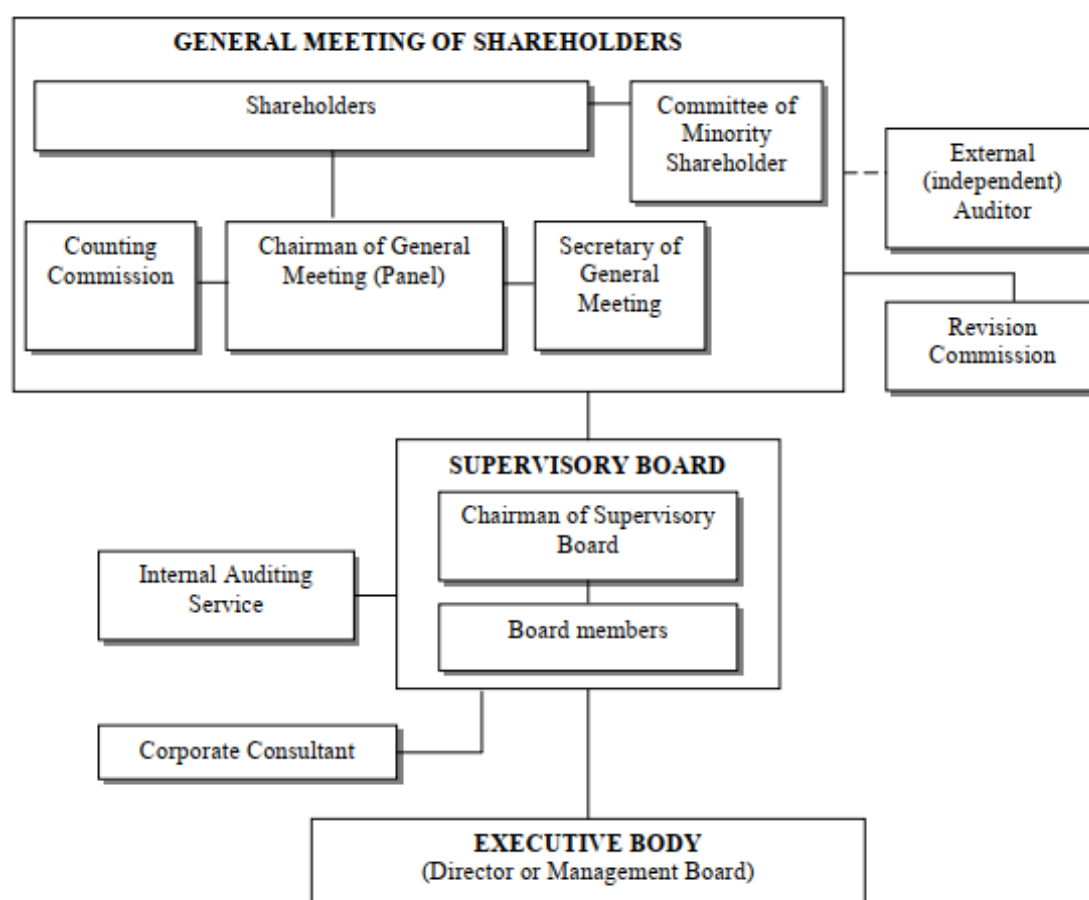 GENERAL MEETING OF SHAREHOLDERS
Shareholders
Committee of
Minority
Shareholder
External
(independent)
Auditor
Counting
Commission
Chairman of General
Meeting (Panel)
Secretary of
General
Meeting
Revision
Commission
SUPERVISORY BOARD
Chairman of Supervisory
Board
Internal Auditing
Service
Board members
Corporate Consultant
EXECUTIVE BODY
(Director or Management Board)